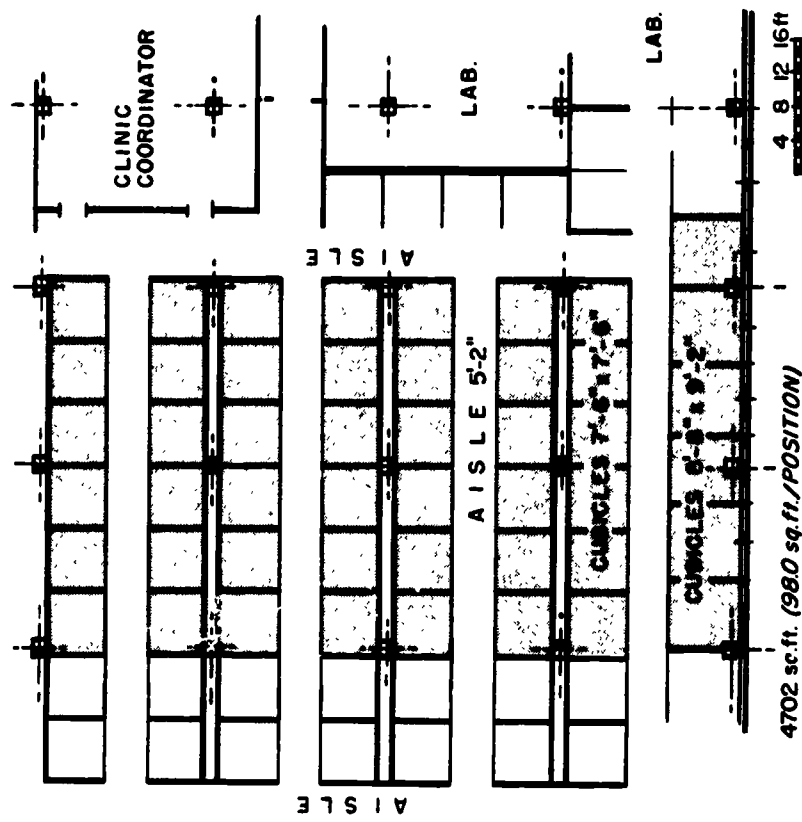 CLINIC
COORDINATOR
LAB.
LAB.
AISLE
AISLE 5'-2"
CUBICLES 7'-6" x 7'-6"
CUBICLES 6'-8" x 9'-2"
AISLE
4 8 12 16ft
4702 sc.ft. (98.0 sq.ft./POSITION)